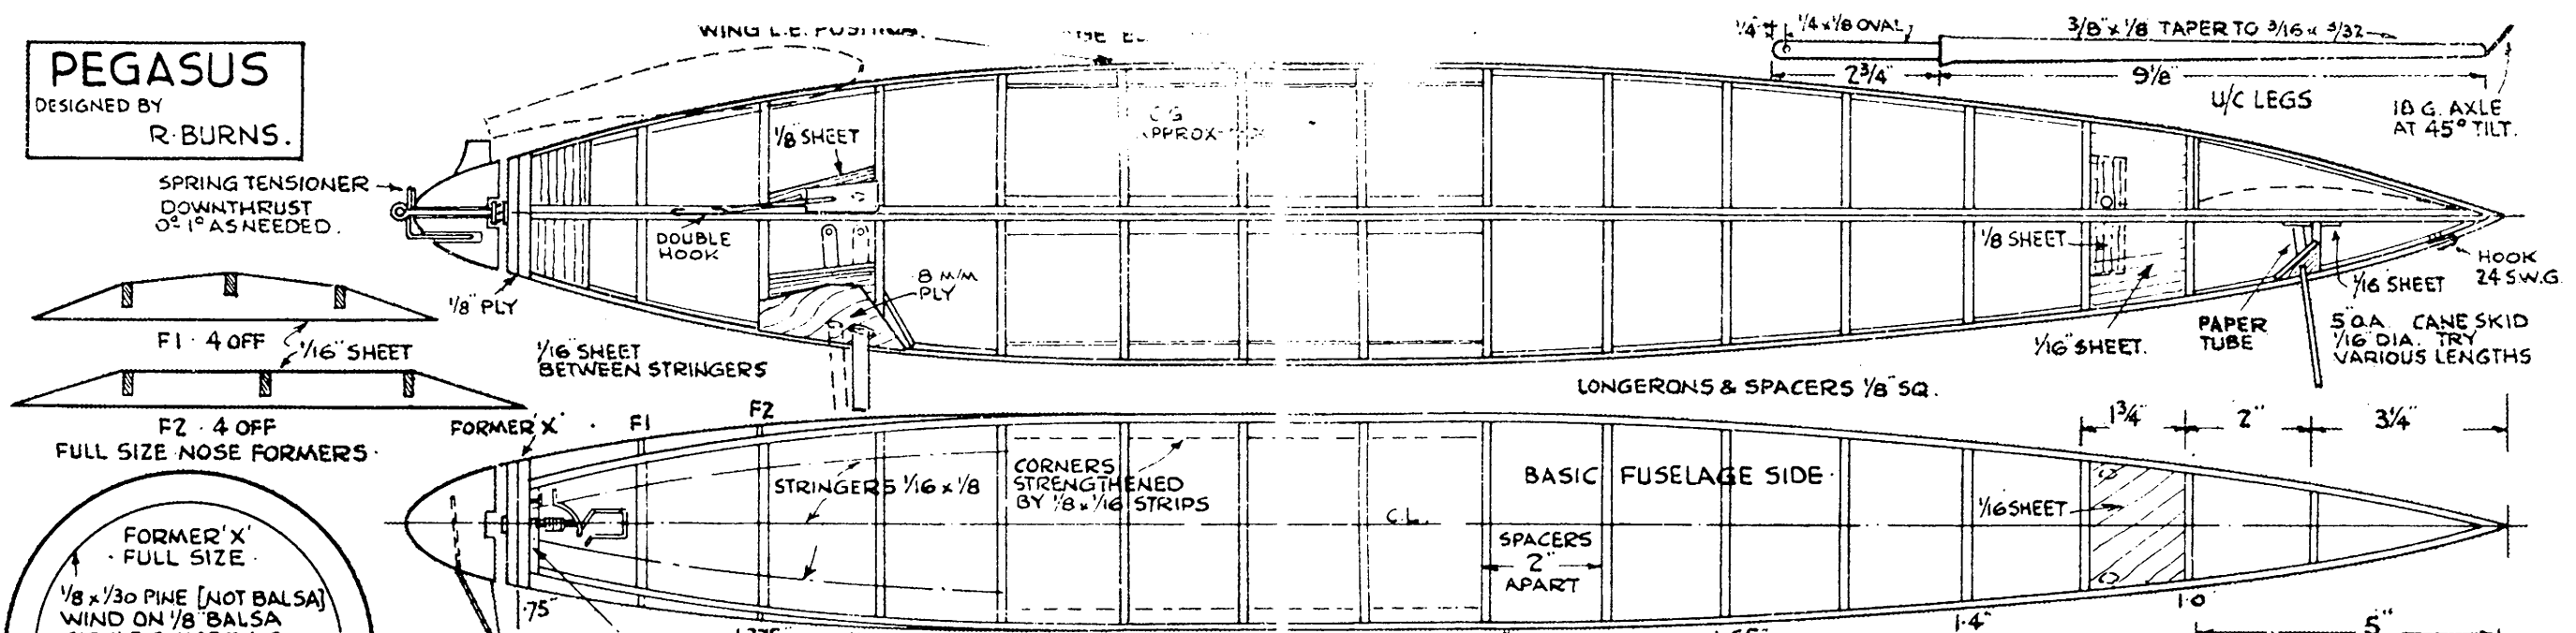 PEGASUS
DESIGNED BY
R. BURNS.
WING L.E.
1/4"
1/4 x 1/8 OVAL
3/8" x 1/8 TAPER TO 3/16 x 3/32
2 3/4"
9 1/8"
U/C LEGS
18 G. AXLE
AT 45° TILT.
SPRING TENSIONER
DOWNTHRUST
0°-1° AS NEEDED.
1/8" SHEET
CG
APPROX
DOUBLE
HOOK
1/8" PLY
.8 M/M
PLY
1/8 SHEET
HOOK
24 S.W.G.
1/16 SHEET
PAPER
TUBE
1/16" SHEET.
5" O.A. CANE SKID
1/16" DIA. TRY
VARIOUS LENGTHS
F1 · 4 OFF
1/16" SHEET
F2 · 4 OFF
FULL SIZE NOSE FORMERS.
1/16" SHEET
BETWEEN STRINGERS
LONGERONS & SPACERS 1/8" SQ.
FORMER 'X'
F1
F2
1 3/4"
2"
3 1/4"
STRINGERS 1/16 x 1/8
CORNERS
STRENGTHENED
BY 1/8 x 1/16 STRIPS
BASIC FUSELAGE SIDE.
C.L.
SPACERS
2"
APART
1/16 SHEET
FORMER 'X'
· FULL SIZE ·
1/8 x 1/30 PINE [NOT BALSA]
WIND ON 1/8" BALSA
.75"
1.4"
1.0"
5"